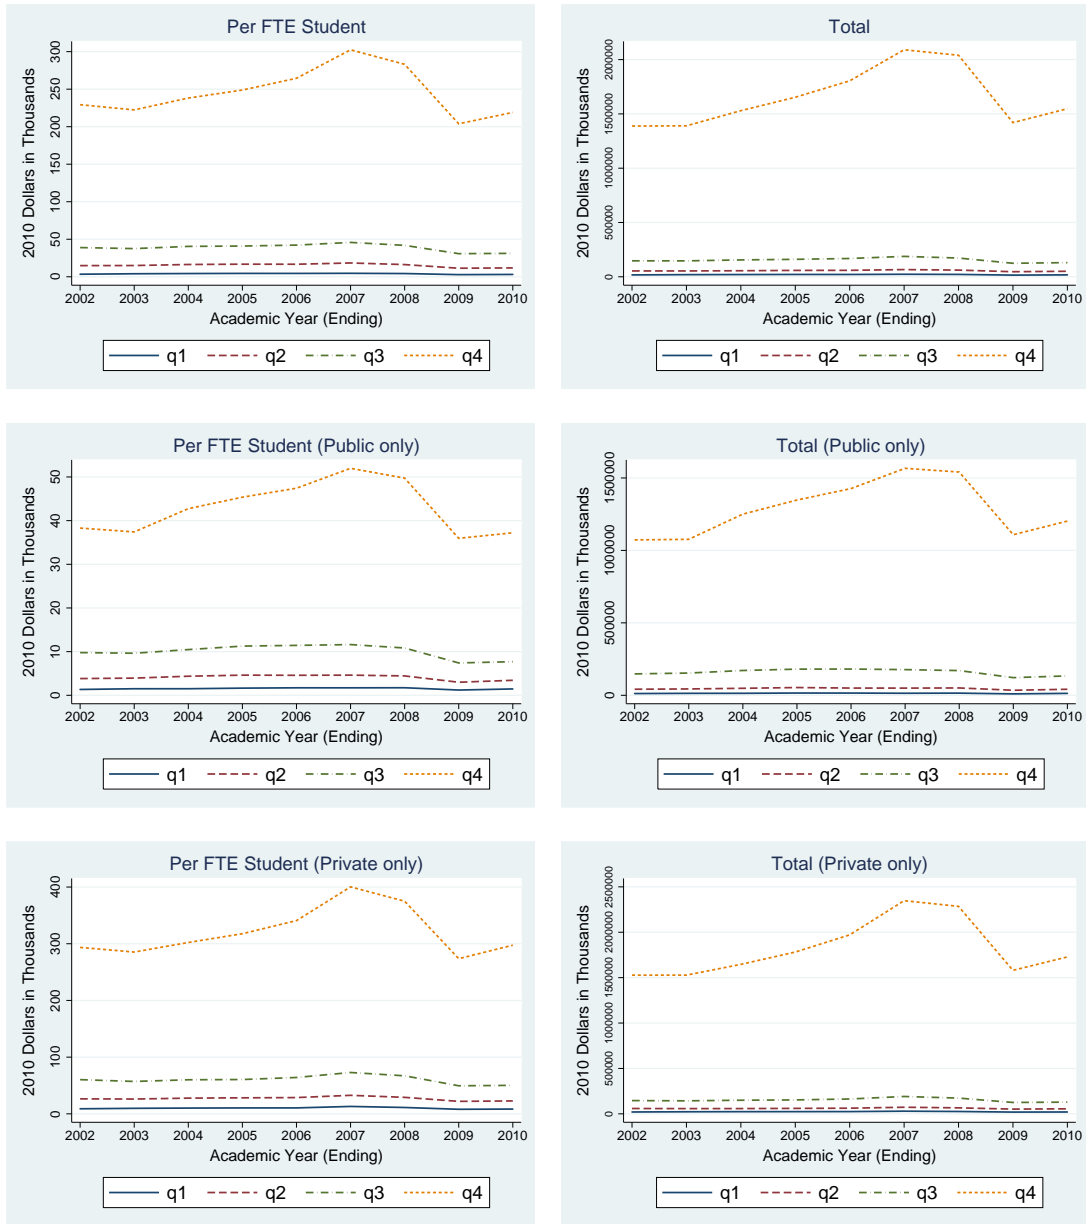 Per FTE Student
2010 Dollars in Thousands
300
250
200
150
100
50
0
2002 2003 2004 2005 2006 2007 2008 2009 2010
Academic Year (Ending)
q1 q2 q3 q4
Total
2010 Dollars in Thousands
2000000
1500000
1000000
500000
0
2002 2003 2004 2005 2006 2007 2008 2009 2010
Academic Year (Ending)
q1 q2 q3 q4
Per FTE Student (Public only)
2010 Dollars in Thousands
50
40
30
20
10
0
2002 2003 2004 2005 2006 2007 2008 2009 2010
Academic Year (Ending)
q1 q2 q3 q4
Total (Public only)
2010 Dollars in Thousands
1500000
1000000
500000
0
2002 2003 2004 2005 2006 2007 2008 2009 2010
Academic Year (Ending)
q1 q2 q3 q4
Per FTE Student (Private only)
2010 Dollars in Thousands
400
300
200
100
0
2002 2003 2004 2005 2006 2007 2008 2009 2010
Academic Year (Ending)
q1 q2 q3 q4
Total (Private only)
2010 Dollars in Thousands
2500000
2000000
1500000
1000000
500000
0
2002 2003 2004 2005 2006 2007 2008 2009 2010
Academic Year (Ending)
q1 q2 q3 q4